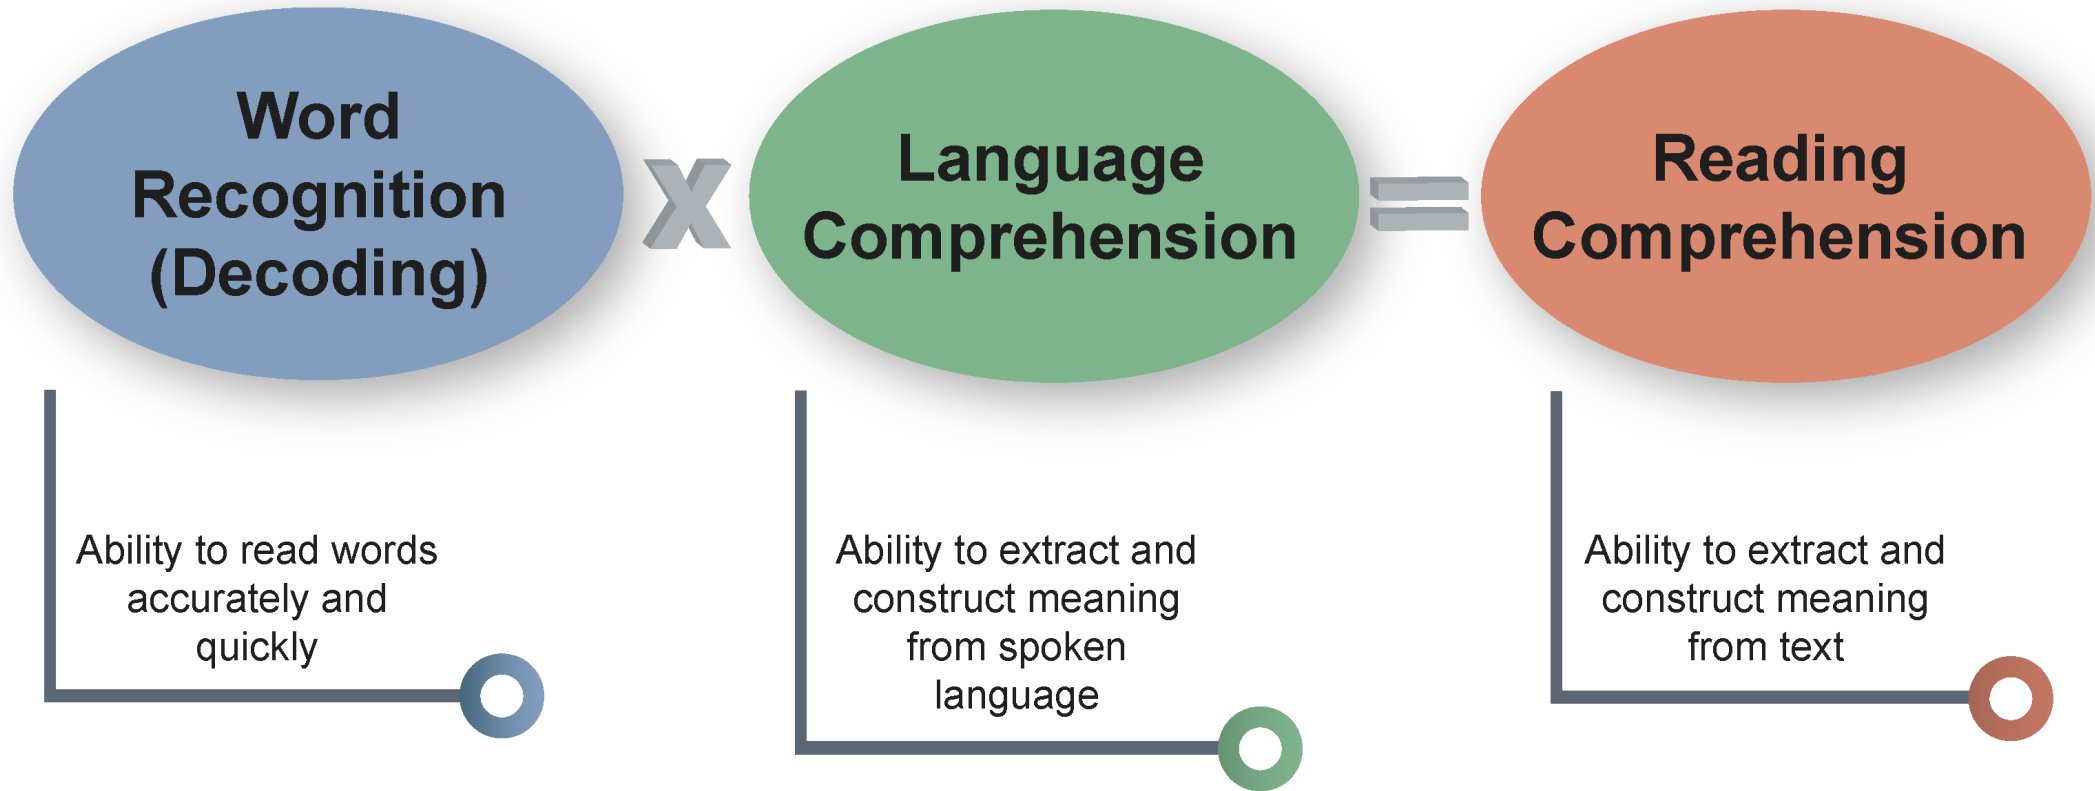 Word
Recognition
(Decoding)
x
Language
Comprehension
=
Reading
Comprehension
Ability to read words
accurately and
quickly
Ability to extract and
construct meaning
from spoken
language
Ability to extract and
construct meaning
from text